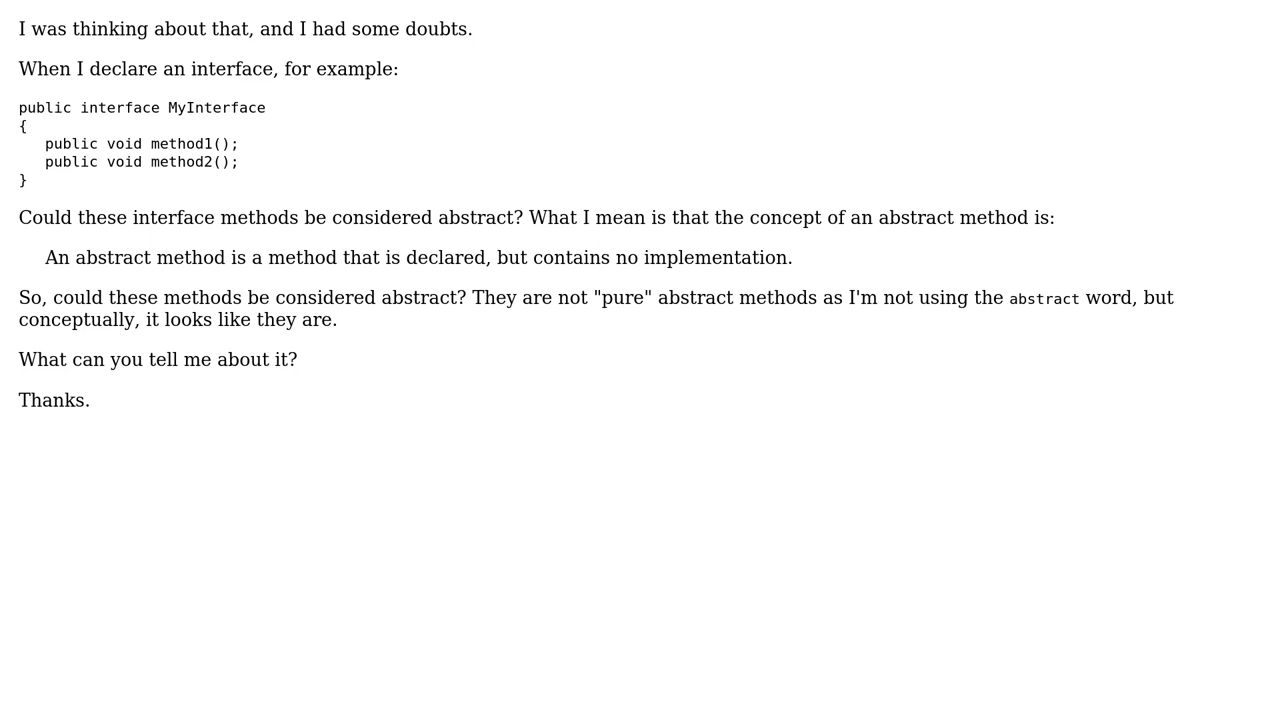 I was thinking about that, and I had some doubts.
When I declare an interface, for example:
public interface MyInterface
{
   public void method1();
   public void method2();
}
Could these interface methods be considered abstract? What I mean is that the concept of an abstract method is:
An abstract method is a method that is declared, but contains no implementation.
So, could these methods be considered abstract? They are not "pure" abstract methods as I'm not using the abstract word, but
conceptually, it looks like they are.
What can you tell me about it?
Thanks.